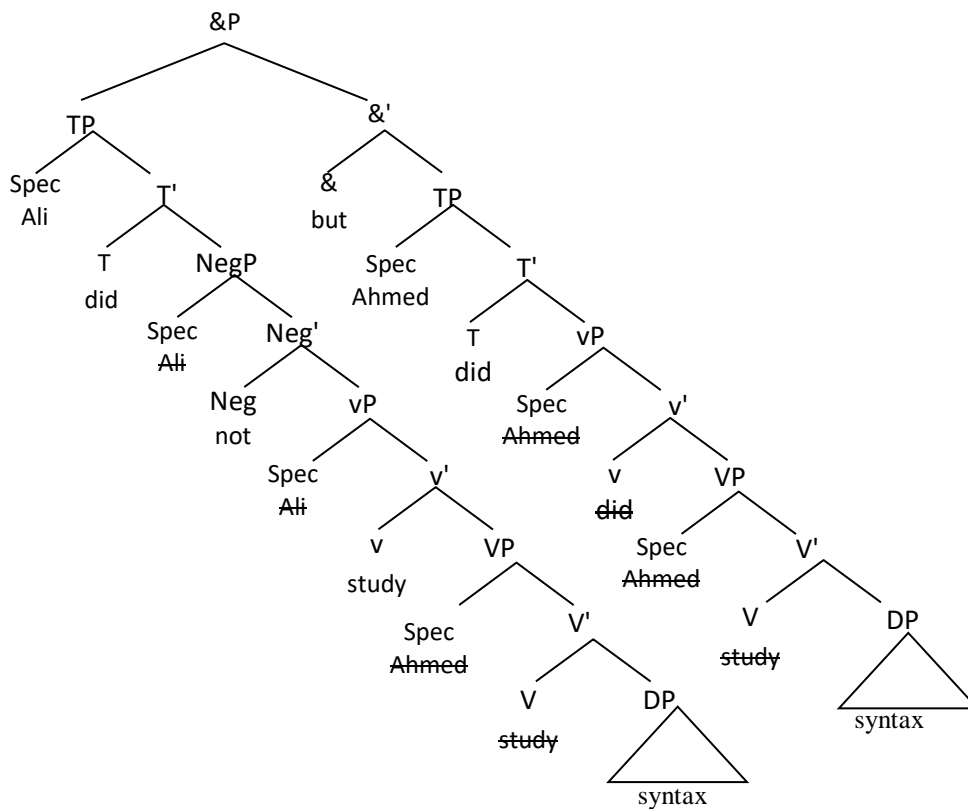 &P
TP &'
Spec T' & TP
Ali but
T NegP Spec T'
did Ahmed
Spec Neg' T vP
Ali did
Neg vP Spec v'
not Ahmed
Spec v' v VP
Ali did
v VP Spec V'
study Ahmed
Spec V' V DP
Ahmed study
V DP syntax
study
syntax